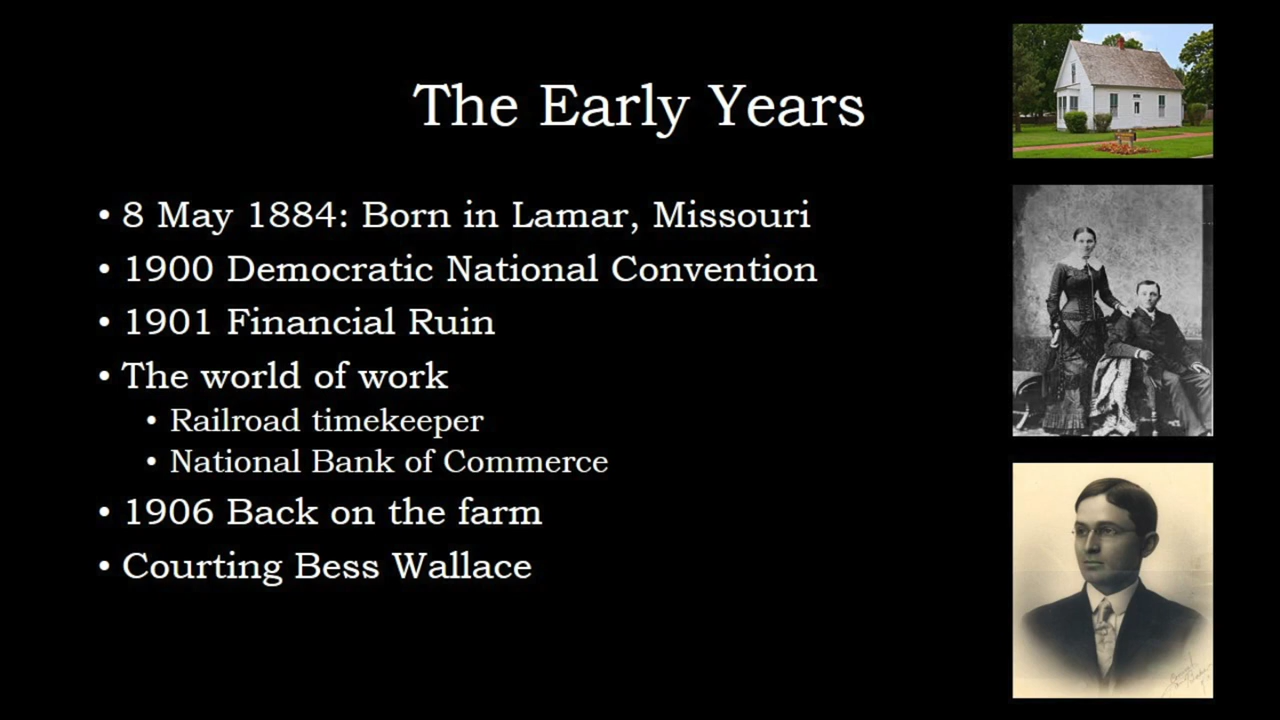 The Early Years
• 8 May 1884: Born in Lamar, Missouri
• 1900 Democratic National Convention
• 1901 Financial Ruin
• The world of work
• Railroad timekeeper
• National Bank of Commerce
• 1906 Back on the farm
• Courting Bess Wallace